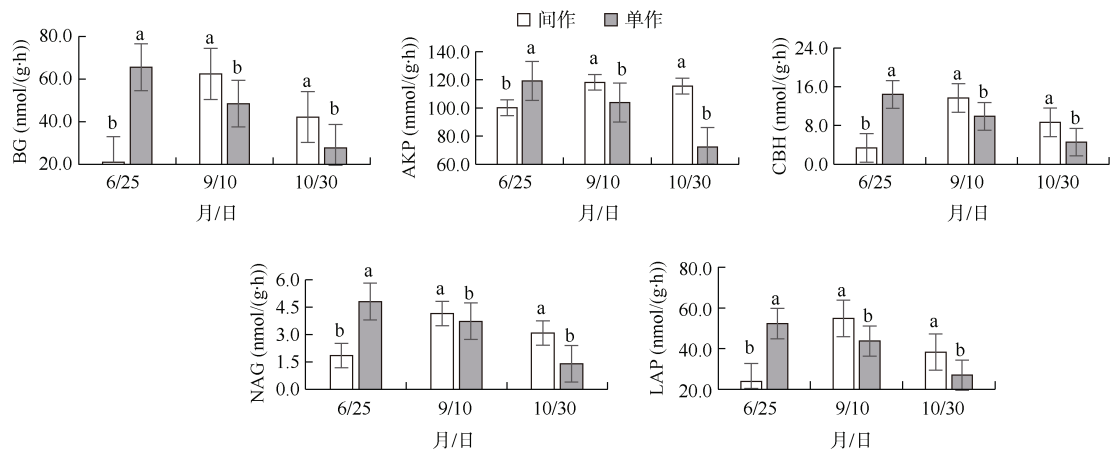 间作 单作
BG (nmol/(g·h))
80.0
60.0
40.0
20.0
b a a b a b
6/25 9/10 10/30
月/日
AKP (mmol/(g·h))
140.0
120.0
100.0
80.0
60.0
b a a b a b
6/25 9/10 10/30
月/日
CBH (nmol/(g·h))
24.0
16.0
8.0
0.0
b a a b a b
6/25 9/10 10/30
月/日
NAG (nmol/(g·h))
6.0
4.5
3.0
1.5
0.0
b a a b a b
6/25 9/10 10/30
月/日
LAP (nmol/(g·h))
80.0
60.0
40.0
20.0
b a a b a b
6/25 9/10 10/30
月/日